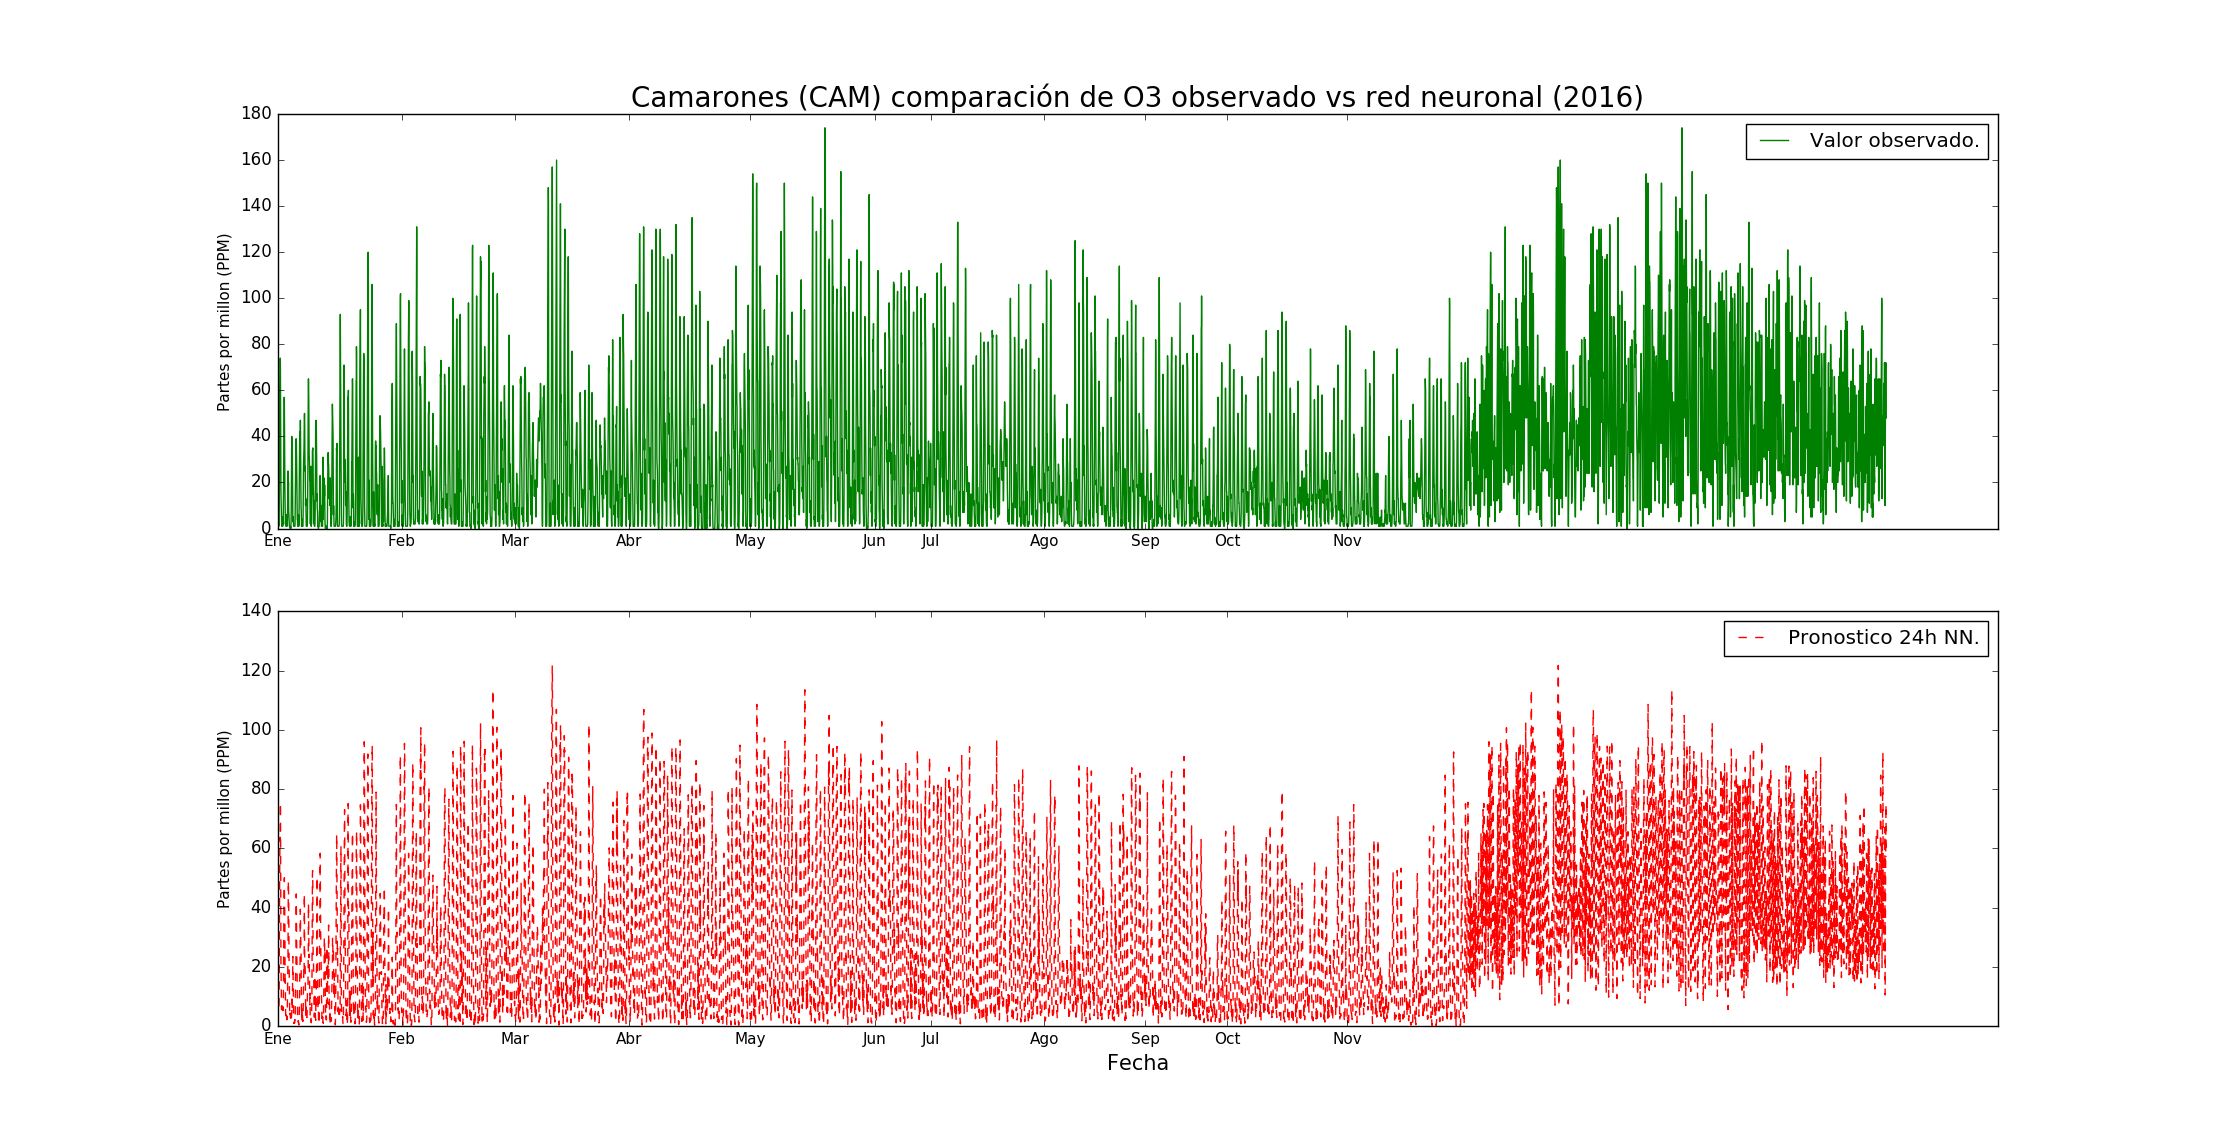 Camarones (CAM) comparación de O3 observado vs red neuronal (2016)
Partes por millon (PPM)
180
160
140
120
100
80
60
40
20
0
Valor observado.
Ene Feb Mar Abr May Jun Jul Ago Sep Oct Nov
Partes por millon (PPM)
140
120
100
80
60
40
20
0
Pronostico 24h NN.
Ene Feb Mar Abr May Jun Jul Ago Sep Oct Nov
Fecha